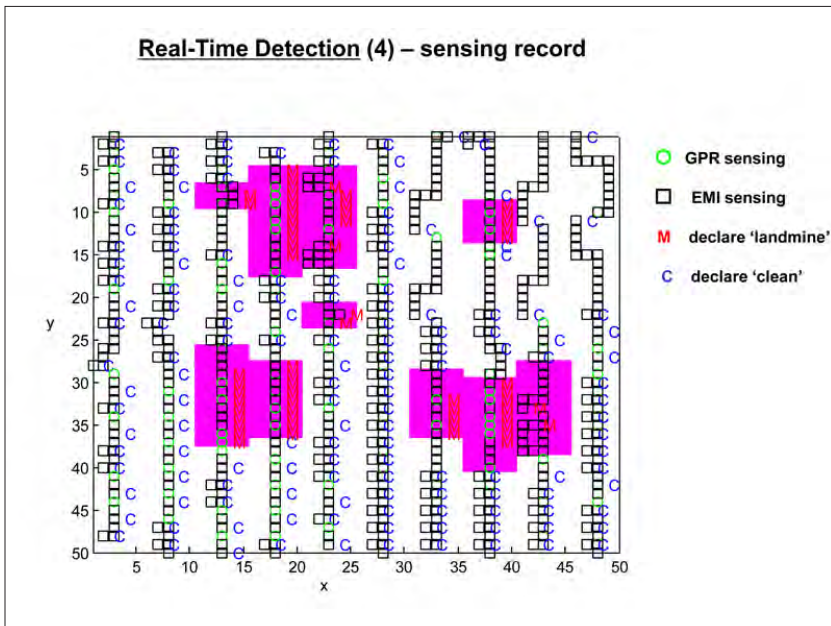 Real-Time Detection (4) – sensing record
GPR sensing
EMI sensing
M declare 'landmine'
C declare 'clean'
y
5
10
15
20
25
30
35
40
45
50
5 10 15 20 25 30 35 40 45 50
x